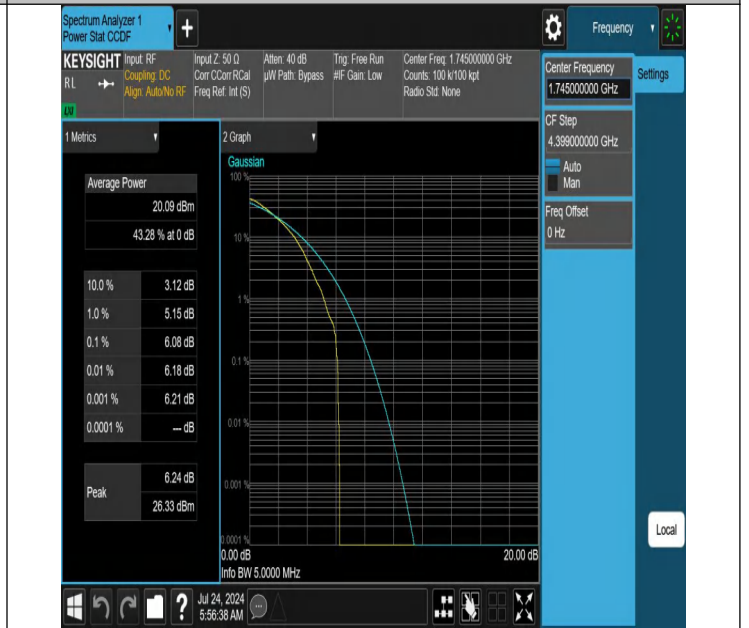 Spectrum Analyzer 1
Power Stat CCDF
+
Frequency
KEYSIGHT
RL
LXI
Input: RF
Coupling: DC
Align: Auto/No RF
Input Z: 50 Ω
Corr CCorr RCal
Freq Ref: Int (S)
Atten: 40 dB
µW Path: Bypass
Trig: Free Run
#IF Gain: Low
Center Freq: 1.745000000 GHz
Counts: 100 k/100 kpt
Radio Std: None
Center Frequency
1.745000000 GHz
Settings
CF Step
4.399000000 GHz
Auto
Man
Freq Offset
0 Hz
1 Metrics
Average Power
20.09 dBm
43.28 % at 0 dB
10.0 % 3.12 dB
1.0 % 5.15 dB
0.1 % 6.08 dB
0.01 % 6.18 dB
0.001 % 6.21 dB
0.0001 % --- dB
Peak
6.24 dB
26.33 dBm
2 Graph
Gaussian
100 %
10 %
1 %
0.1 %
0.01 %
0.001 %
0.0001 %
0.00 dB 20.00 dB
Info BW 5.0000 MHz
Local
?
Jul 24, 2024
5:56:38 AM